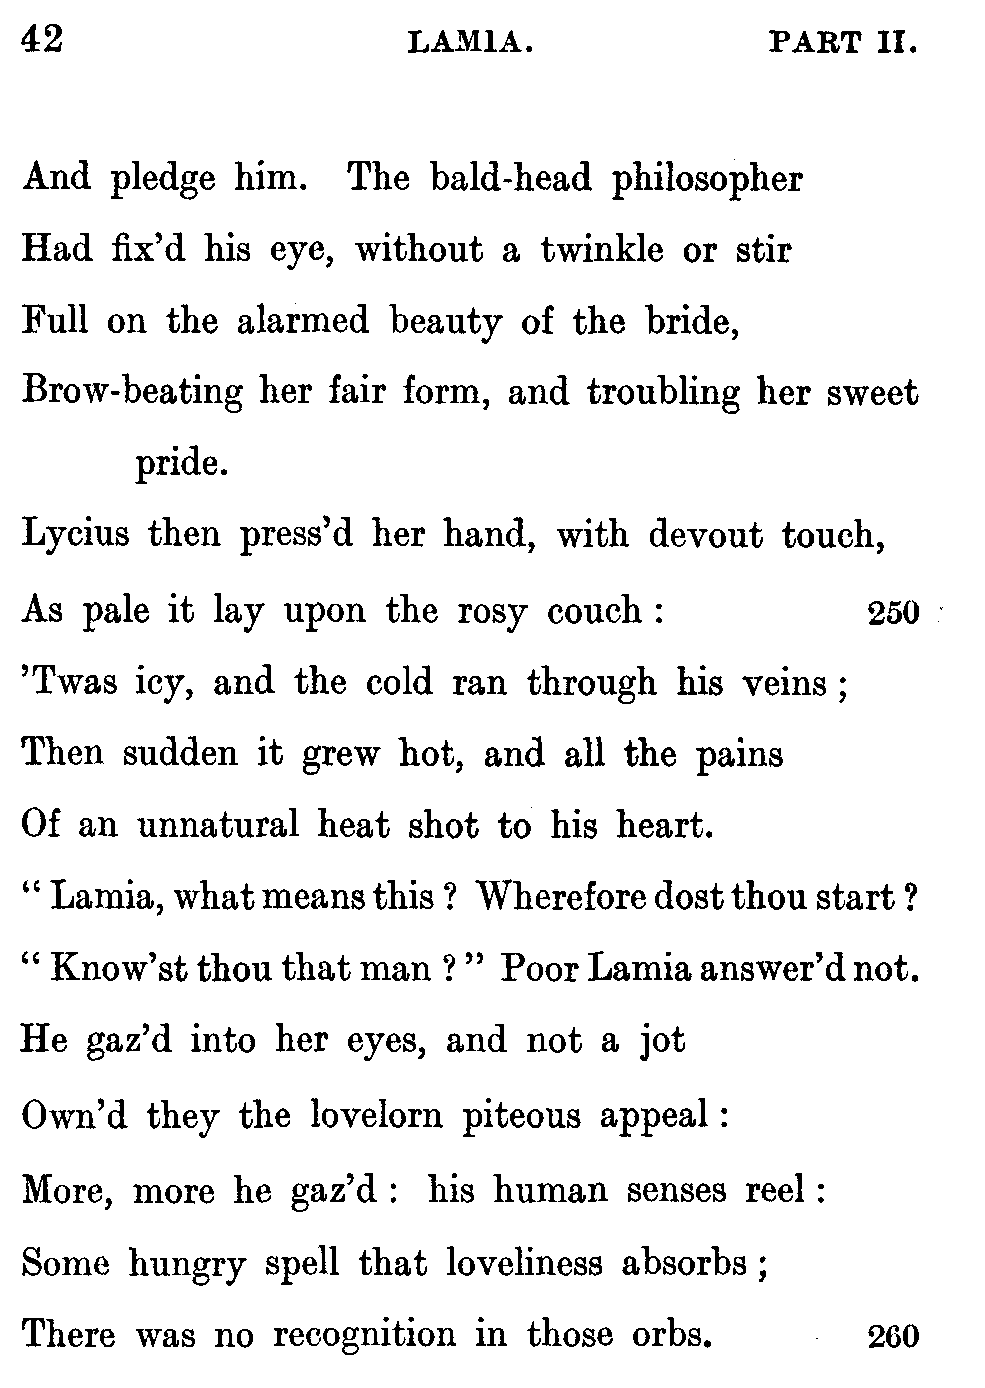 42 LAMIA. PART II.
And pledge him. The bald-head philosopher
Had fix'd his eye, without a twinkle or stir
Full on the alarmed beauty of the bride,
Brow-beating her fair form, and troubling her sweet
pride.
Lycius then press'd her hand, with devout touch,
As pale it lay upon the rosy couch : 250
'Twas icy, and the cold ran through his veins ;
Then sudden it grew hot, and all the pains
Of an unnatural heat shot to his heart.
“ Lamia, what means this ? Wherefore dost thou start ?
“ Know'st thou that man ? ” Poor Lamia answer'd not.
He gaz'd into her eyes, and not a jot
Own'd they the lovelorn piteous appeal :
More, more he gaz'd : his human senses reel :
Some hungry spell that loveliness absorbs ;
There was no recognition in those orbs. 260